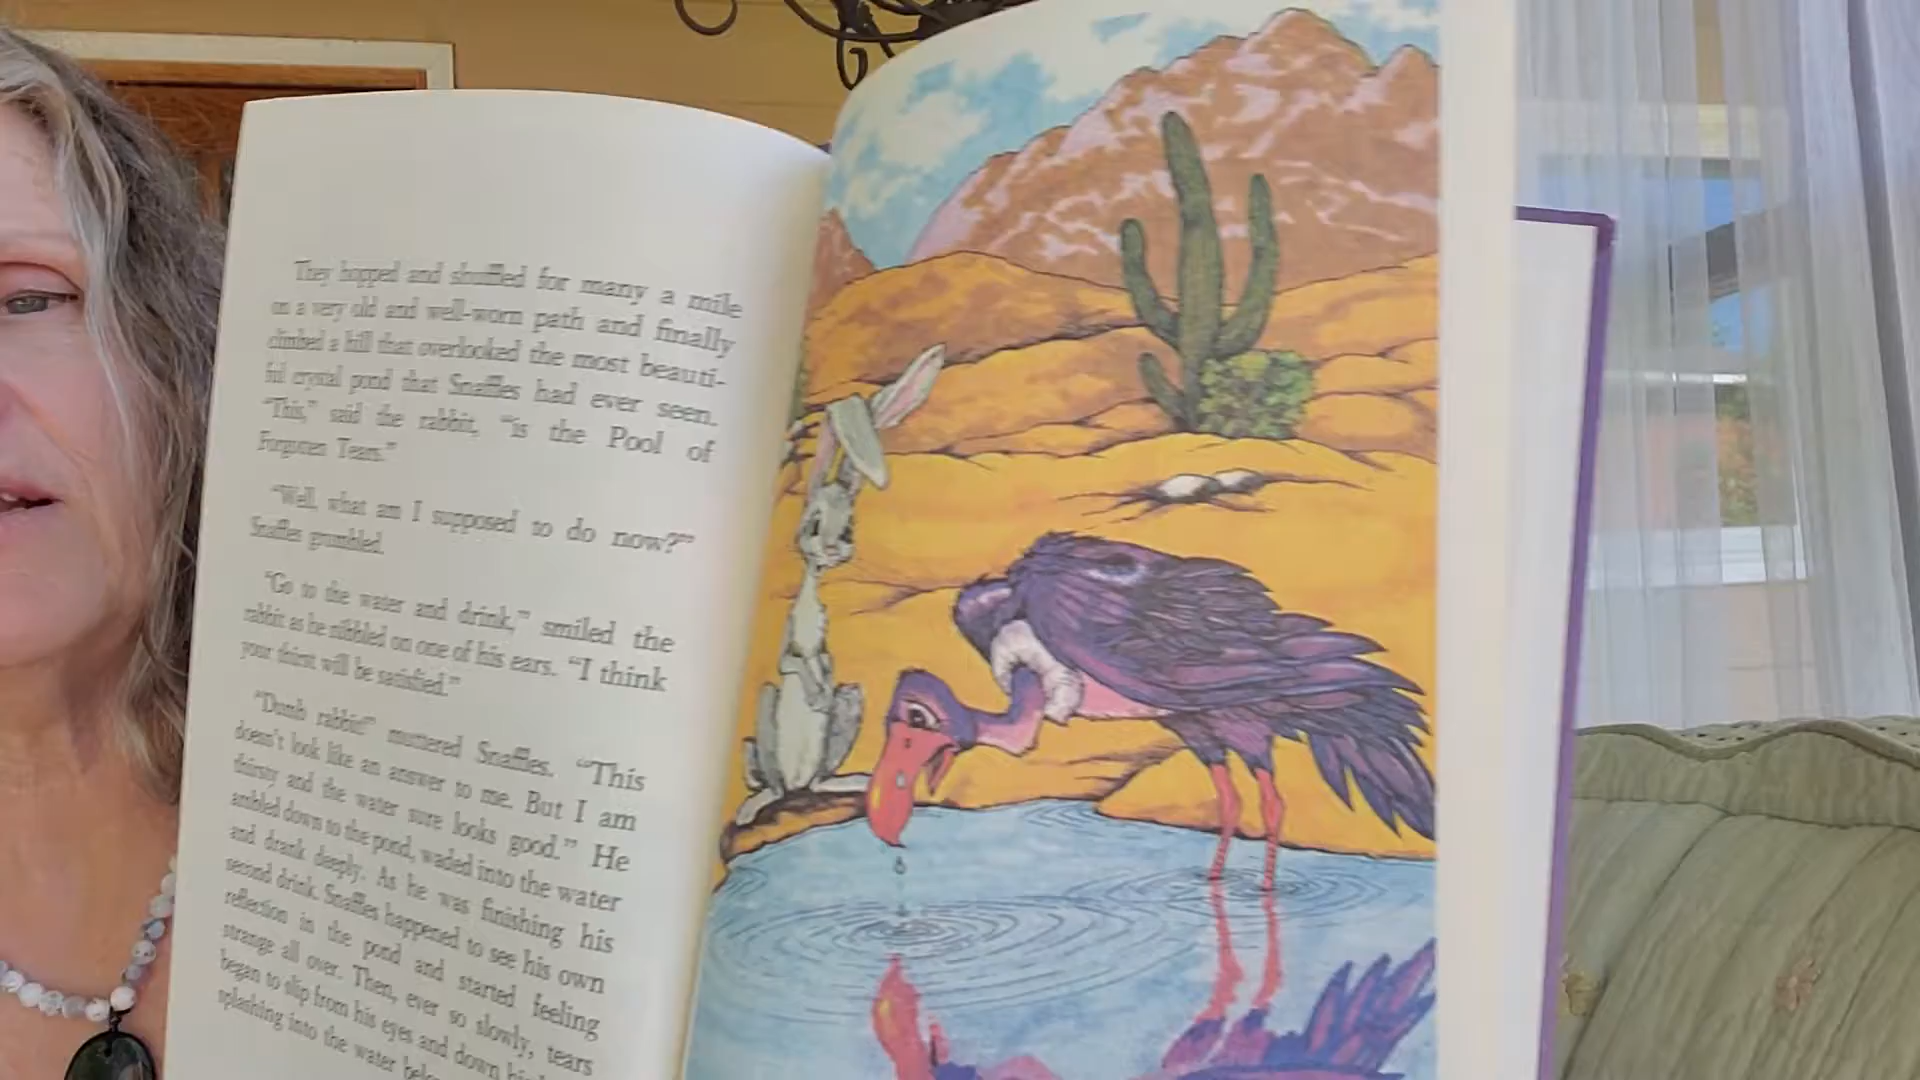 They hopped and shuffled for many a mile
on a very old and well-worn path and finally
climbed a hill that overlooked the most beauti-
ful crystal pond that Snaffles had ever seen.
“This,” said the rabbit, “is the Pool of
Forgotten Tears.”
“Well, what am I supposed to do now?”
Snaffles grumbled.
“Go to the water and drink,” smiled the
rabbit as he nibbled on one of his ears. “I think
your thirst will be satisfied.”
“Dumb rabbit!” muttered Snaffles. “This
doesn't look like an answer to me. But I am
thirsty and the water sure looks good.” He
ambled down to the pond, waded into the water
and drank deeply. As he was finishing his
second drink, Snaffles happened to see his own
reflection in the pond and started feeling
strange all over. Then, ever so slowly, tears
began to slip from his eyes and down
splashing into the water